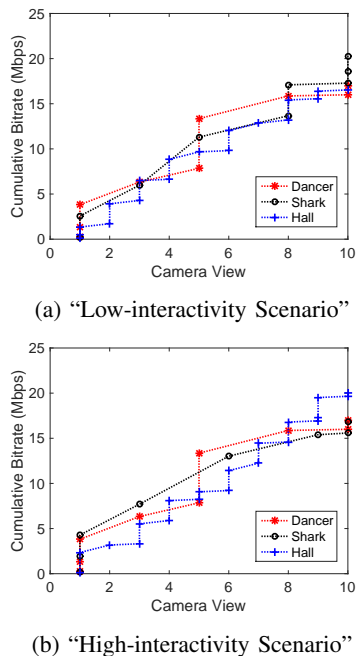 25
20
15
10
5
0
Cumulative Bitrate (Mbps)
Dancer
Shark
Hall
0 2 4 6 8 10
Camera View
(a) “Low-interactivity Scenario”
25
20
15
10
5
0
Cumulative Bitrate (Mbps)
Dancer
Shark
Hall
0 2 4 6 8 10
Camera View
(b) “High-interactivity Scenario”